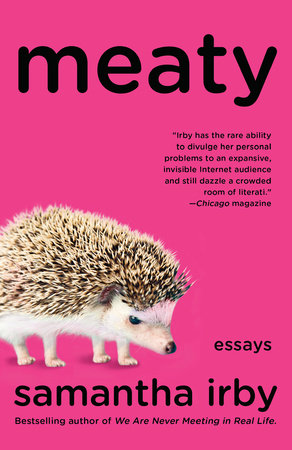 meaty
"Irby has the rare ability
to divulge her personal
problems to an expansive,
invisible Internet audience
and still dazzle a crowded
room of literati."
—Chicago magazine
essays
samantha irby
Bestselling author of We Are Never Meeting in Real Life.